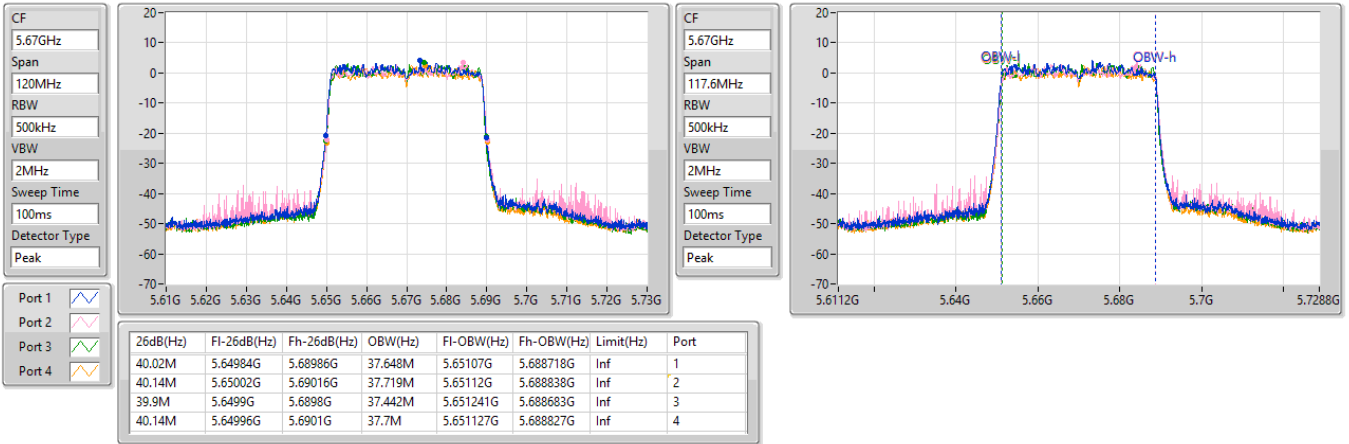 CF
5.67GHz
Span
120MHz
RBW
500kHz
VBW
2MHz
Sweep Time
100ms
Detector Type
Peak
Port 1
Port 2
Port 3
Port 4
20
10
0
-10
-20
-30
-40
-50
-60
-70
5.61G 5.62G 5.63G 5.64G 5.65G 5.66G 5.67G 5.68G 5.69G 5.7G 5.71G 5.72G 5.73G
CF
5.67GHz
Span
117.6MHz
RBW
500kHz
VBW
2MHz
Sweep Time
100ms
Detector Type
Peak
20
10
0
-10
-20
-30
-40
-50
-60
-70
OBW-l OBW-h
5.6112G 5.64G 5.66G 5.68G 5.7G 5.7288G
26dB(Hz) Fl-26dB(Hz) Fh-26dB(Hz) OBW(Hz) Fl-OBW(Hz) Fh-OBW(Hz) Limit(Hz) Port
40.02M 5.64984G 5.68986G 37.648M 5.65107G 5.688718G Inf 1
40.14M 5.65002G 5.69016G 37.719M 5.65112G 5.688838G Inf 2
39.9M 5.6499G 5.6898G 37.442M 5.651241G 5.688683G Inf 3
40.14M 5.64996G 5.6901G 37.7M 5.651127G 5.688827G Inf 4